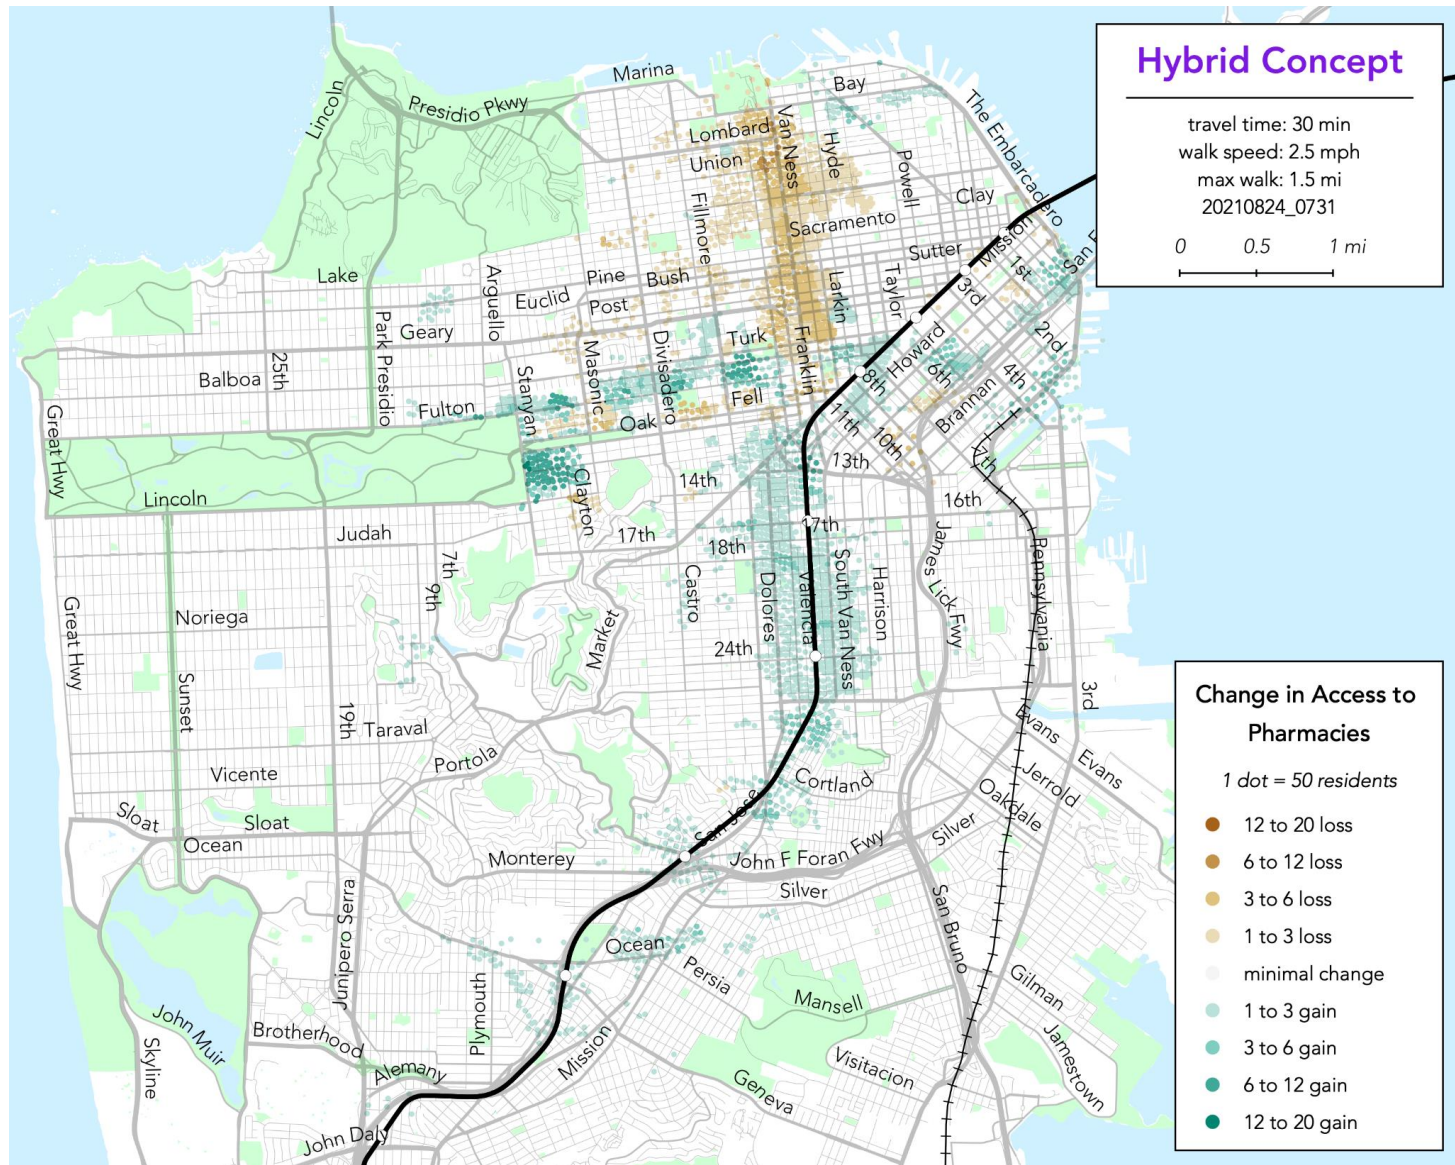 Hybrid Concept
travel time: 30 min
walk speed: 2.5 mph
max walk: 1.5 mi
20210824_0731
0 0.5 1 mi
Marina
Bay
Lincoln
Presidio Pkwy
The Embarcadero
Lombard
Van Ness
Hyde
Union
Powell
Clay
Fillmore
Sacramento
Mission
Sutter
1st
Lake
Arguello
Pine
Bush
Larkin
Taylor
3rd
Euclid
Post
Geary
Park Presidio
Turk
Franklin
Howard
2nd
25th
Balboa
Stanyan
Masonic
Divisadero
8th
6th
4th
Fell
Brannan
Fulton
Oak
11th
10th
Great Hwy
13th
7th
Clayton
14th
Lincoln
16th
Judah
17th
17th
18th
James Lick Fwy
Pennsylvania
7th
9th
Castro
Dolores
Valencia
South Van Ness
Harrison
Great Hwy
Noriega
Market
24th
Sunset
19th
Taraval
3rd
Evans
Portola
Evans
Vicente
Cortland
Jerrold
Oakdale
Sloat
Sloat
San Jose
Silver
Ocean
Monterey
John F Foran Fwy
Silver
Junipero Serra
San Bruno
Ocean
Persia
Plymouth
Mansell
Gilman
John Muir
Brotherhood
Skyline
Mission
Jamestown
Visitacion
Alemany
Geneva
John Daly
Change in Access to
Pharmacies
1 dot = 50 residents
12 to 20 loss
6 to 12 loss
3 to 6 loss
1 to 3 loss
minimal change
1 to 3 gain
3 to 6 gain
6 to 12 gain
12 to 20 gain